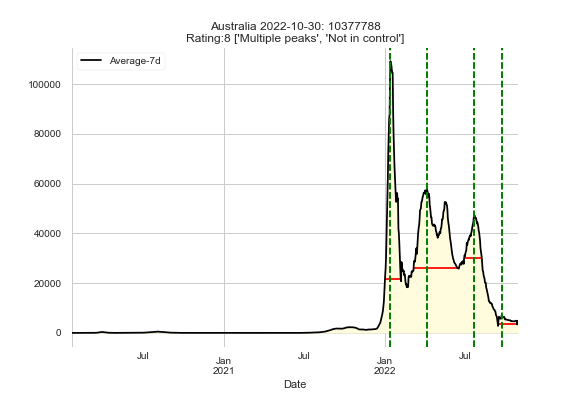 Australia 2022-10-30: 10377788
Rating:8 ['Multiple peaks', 'Not in control']
Average-7d
100000
80000
60000
40000
20000
0
Jul
Jan
2021
Jul
Jan
2022
Jul
Date